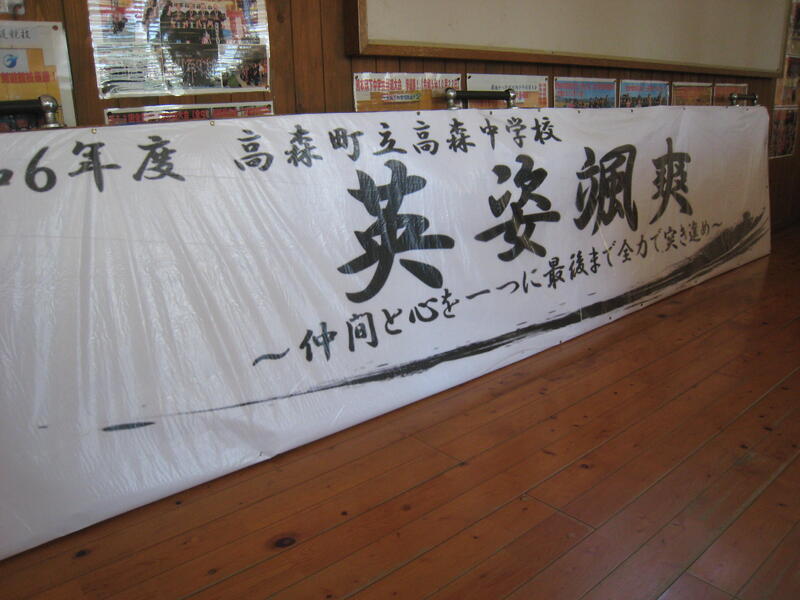 和6年度 高森町立高森中学校
英姿颯爽
～仲間と心を一つに最後まで全力で突き進め～